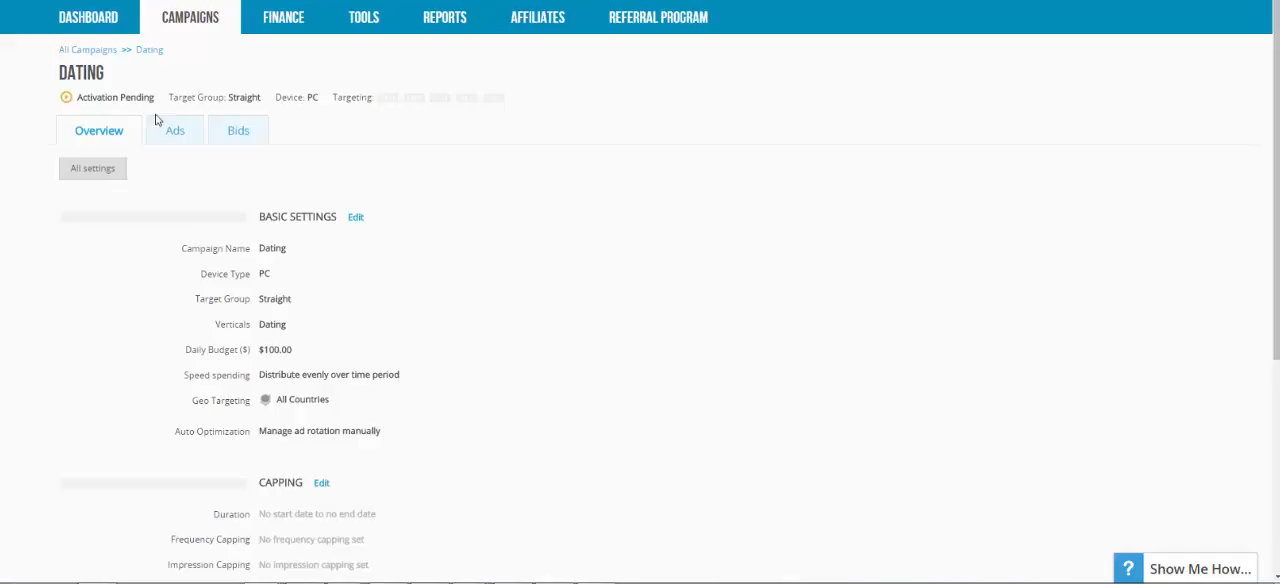 DASHBOARD CAMPAIGNS FINANCE TOOLS REPORTS AFFILIATES REFERRAL PROGRAM
All Campaigns >> Dating
DATING
Activation Pending Target Group: Straight Device: PC Targeting:
Overview Ads Bids
All settings
BASIC SETTINGS Edit
Campaign Name Dating
Device Type PC
Target Group Straight
Verticals Dating
Daily Budget ($) $100.00
Speed spending Distribute evenly over time period
Geo Targeting All Countries
Auto Optimization Manage ad rotation manually
CAPPING Edit
Duration No start date to no end date
Frequency Capping No frequency capping set
Impression Capping No impression capping set
? Show Me How...